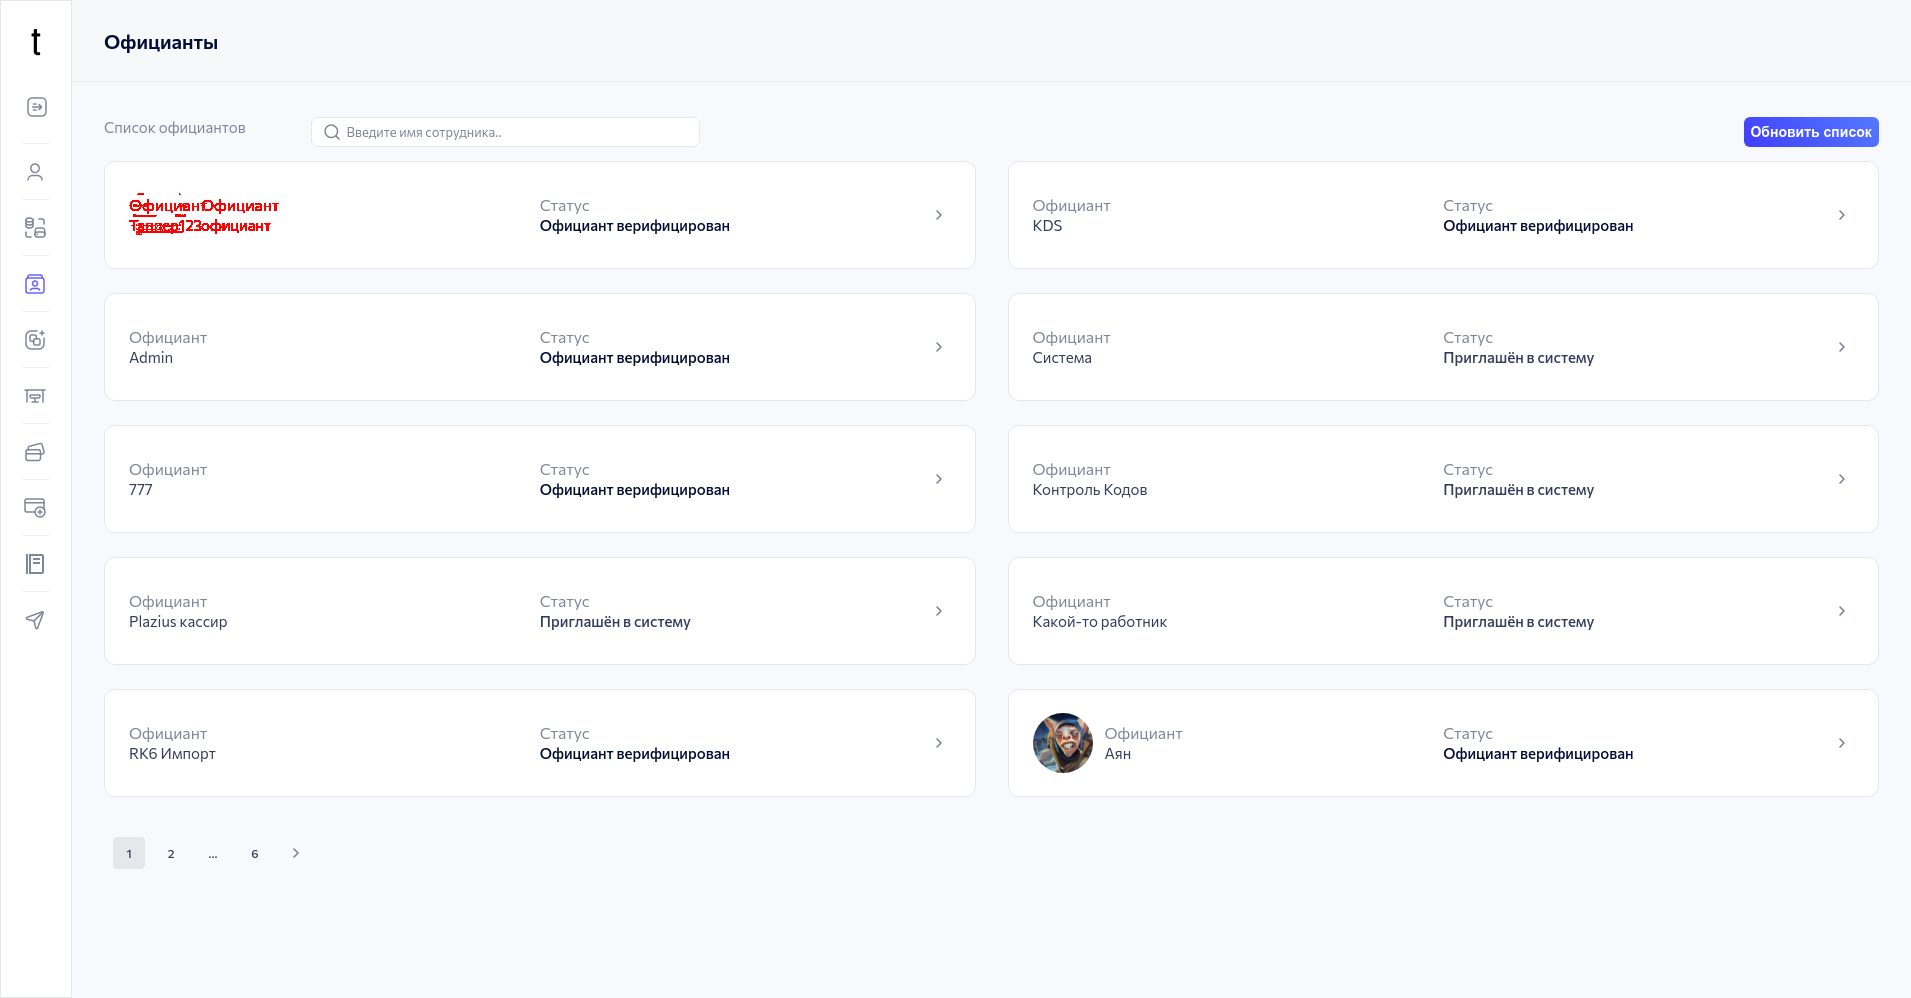 t
Официанты
Список официантов
Введите имя сотрудника..
Обновить список
Статус
Официант верифицирован
Официант
KDS
Статус
Официант верифицирован
Официант
Admin
Статус
Официант верифицирован
Официант
Система
Статус
Приглашён в систему
Официант
777
Статус
Официант верифицирован
Официант
Контроль Кодов
Статус
Приглашён в систему
Официант
Plazius кассир
Статус
Приглашён в систему
Официант
Какой-то работник
Статус
Приглашён в систему
Официант
RK6 Импорт
Статус
Официант верифицирован
Официант
Аян
Статус
Официант верифицирован
1 2 ... 6